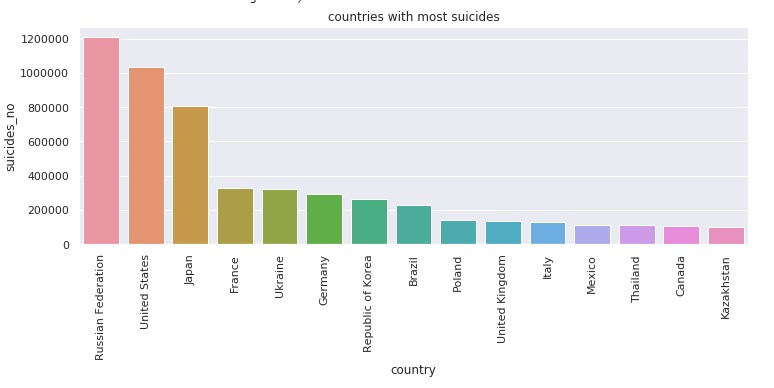 countries with most suicides
1200000
1000000
800000
600000
400000
200000
0
suicides_no
Russian Federation
United States
Japan
France
Ukraine
Germany
Republic of Korea
Brazil
Poland
United Kingdom
Italy
Mexico
Thailand
Canada
Kazakhstan
country